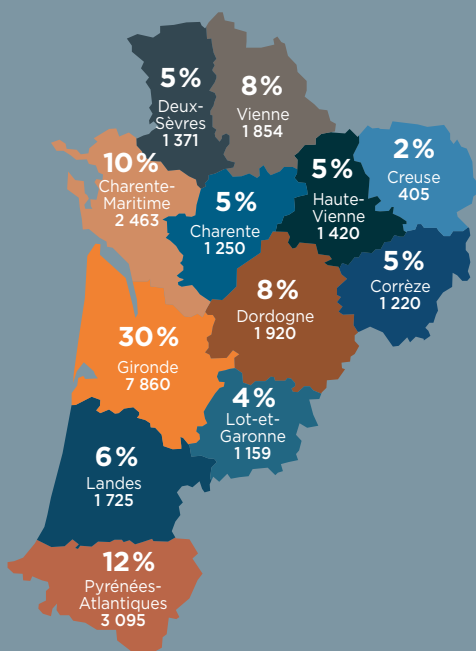 5 %
Deux-
Sèvres
1 371
8 %
Vienne
1 854
10 %
Charente-
Maritime
2 463
5 %
Charente
1 250
5 %
Haute-
Vienne
1 420
2 %
Creuse
405
5 %
Corrèze
1 220
8 %
Dordogne
1 920
30 %
Gironde
7 860
4 %
Lot-et-
Garonne
1 159
6 %
Landes
1 725
12 %
Pyrénées-
Atlantiques
3 095